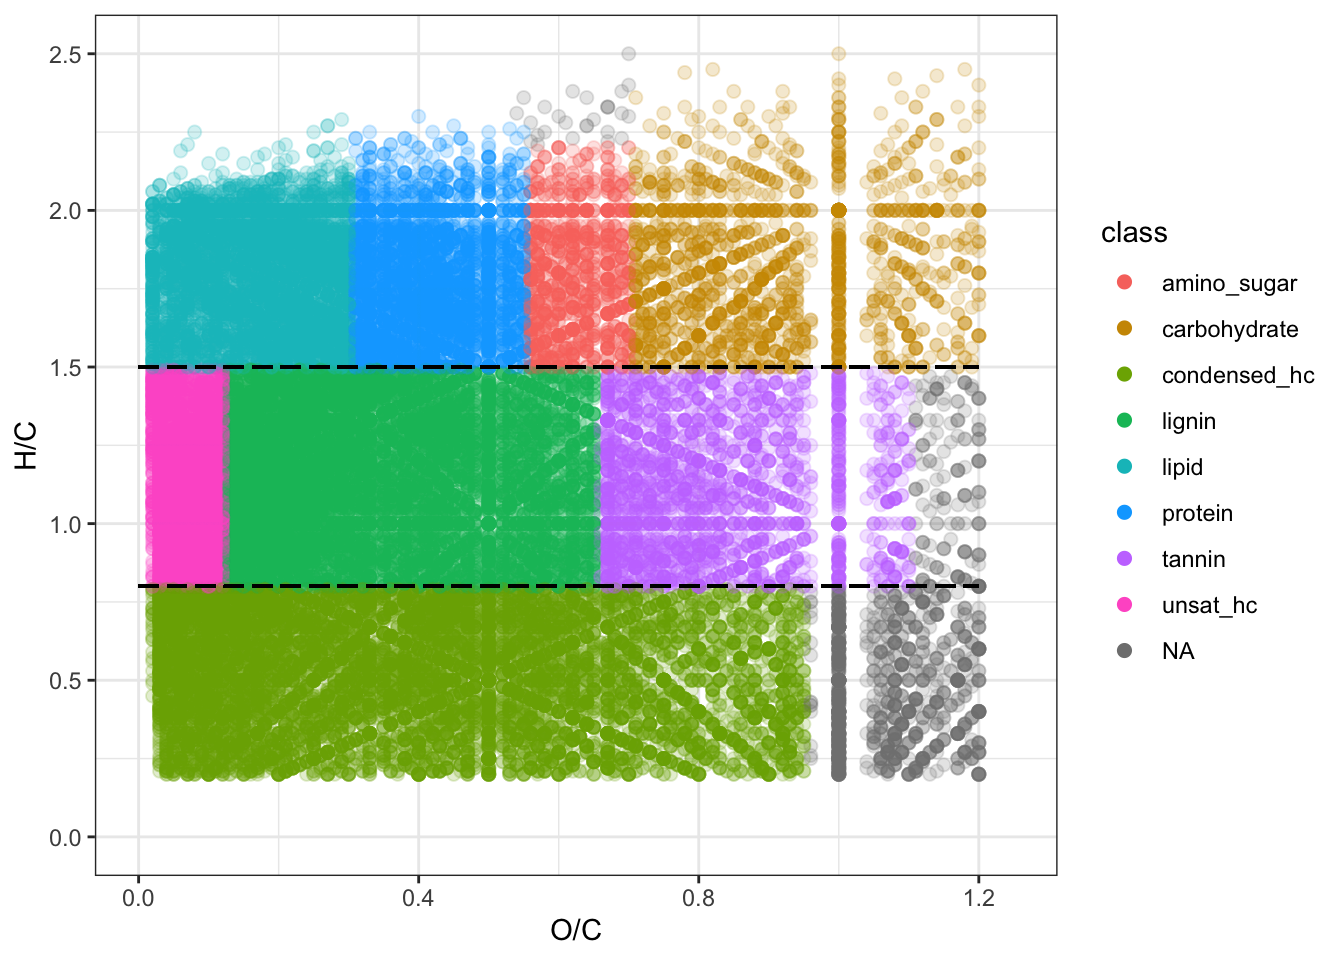 2.5
2.0
1.5
1.0
0.5
0.0
H/C
0.0
0.4
0.8
1.2
O/C
class
amino_sugar
carbohydrate
condensed_hc
lignin
lipid
protein
tannin
unsat_hc
NA